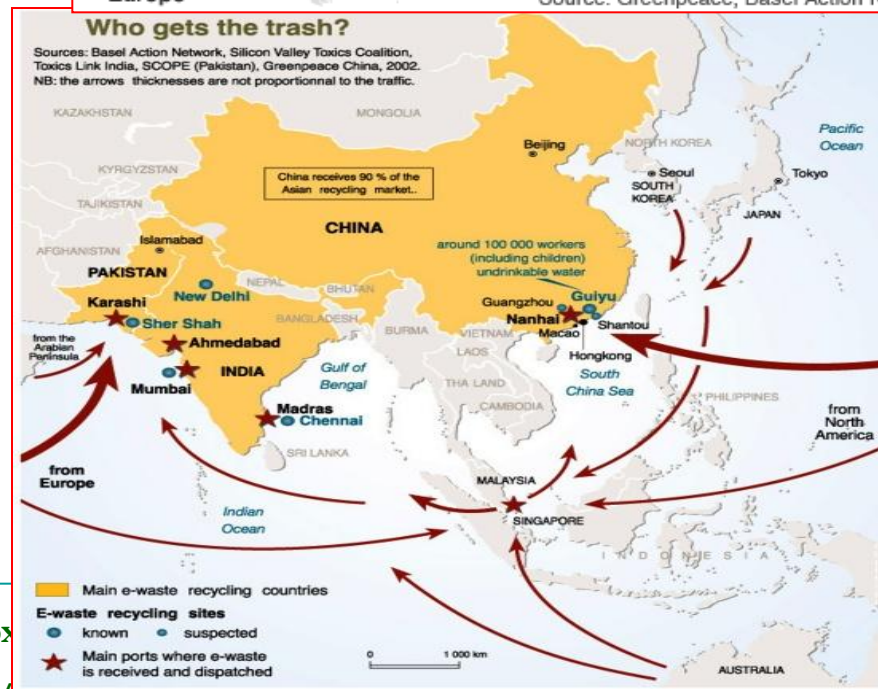 Europe
Source: Greenpeace, Basel Action
Who gets the trash?
Sources: Basel Action Network, Silicon Valley Toxics Coalition,
Toxics Link India, SCOPE (Pakistan), Greenpeace China, 2002.
NB: the arrows thicknesses are not proportionnal to the traffic.
KAZAKHSTAN
MONGOLIA
Pacific
Ocean
Beijing
NORTH KOREA
KYRGYZSTAN
China receives 90 % of the
Asian recycling market..
Seoul
SOUTH
KOREA
Tokyo
TAJIKISTAN
JAPAN
CHINA
AFGHANISTAN
Islamabad
around 100 000 workers
(including children)
undrinkable water
PAKISTAN
NEPAL
BHUTAN
New Delhi
Karashi
Guangzhou
Guiyu
Sher Shah
BANGLADESH
Nanhai
Shantou
from the
Arabian
Peninsula
Ahmedabad
BURMA
VIETNAM
Macao
LAOS
Hongkong
INDIA
Gulf of
Bengal
South
China Sea
Mumbai
THA LAND
PHILIPPINES
Madras
Chennai
CAMBODIA
from
North
America
SRI LANKA
from
Europe
MALAYSIA
SINGAPORE
Indian
Ocean
INDONESIA
Main e-waste recycling countries
E-waste recycling sites
known
suspected
Main ports where e-waste
is received and dispatched
0
1 000 km
AUSTRALIA